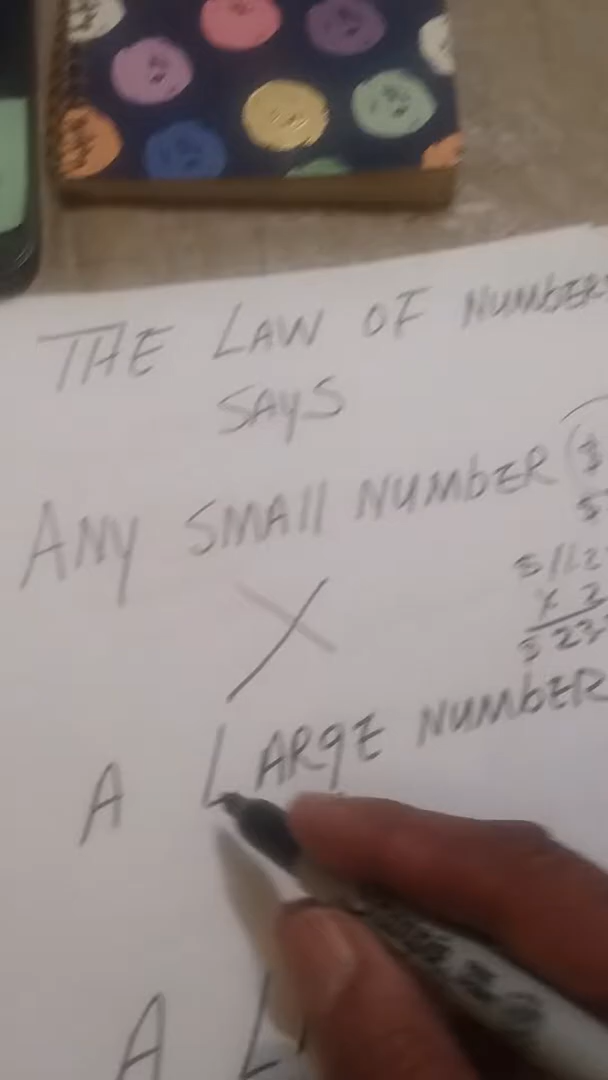 THE LAW OF NUMBERS
SAYS
ANY SMALL NUMBER
X
A LARGE NUMBER
A